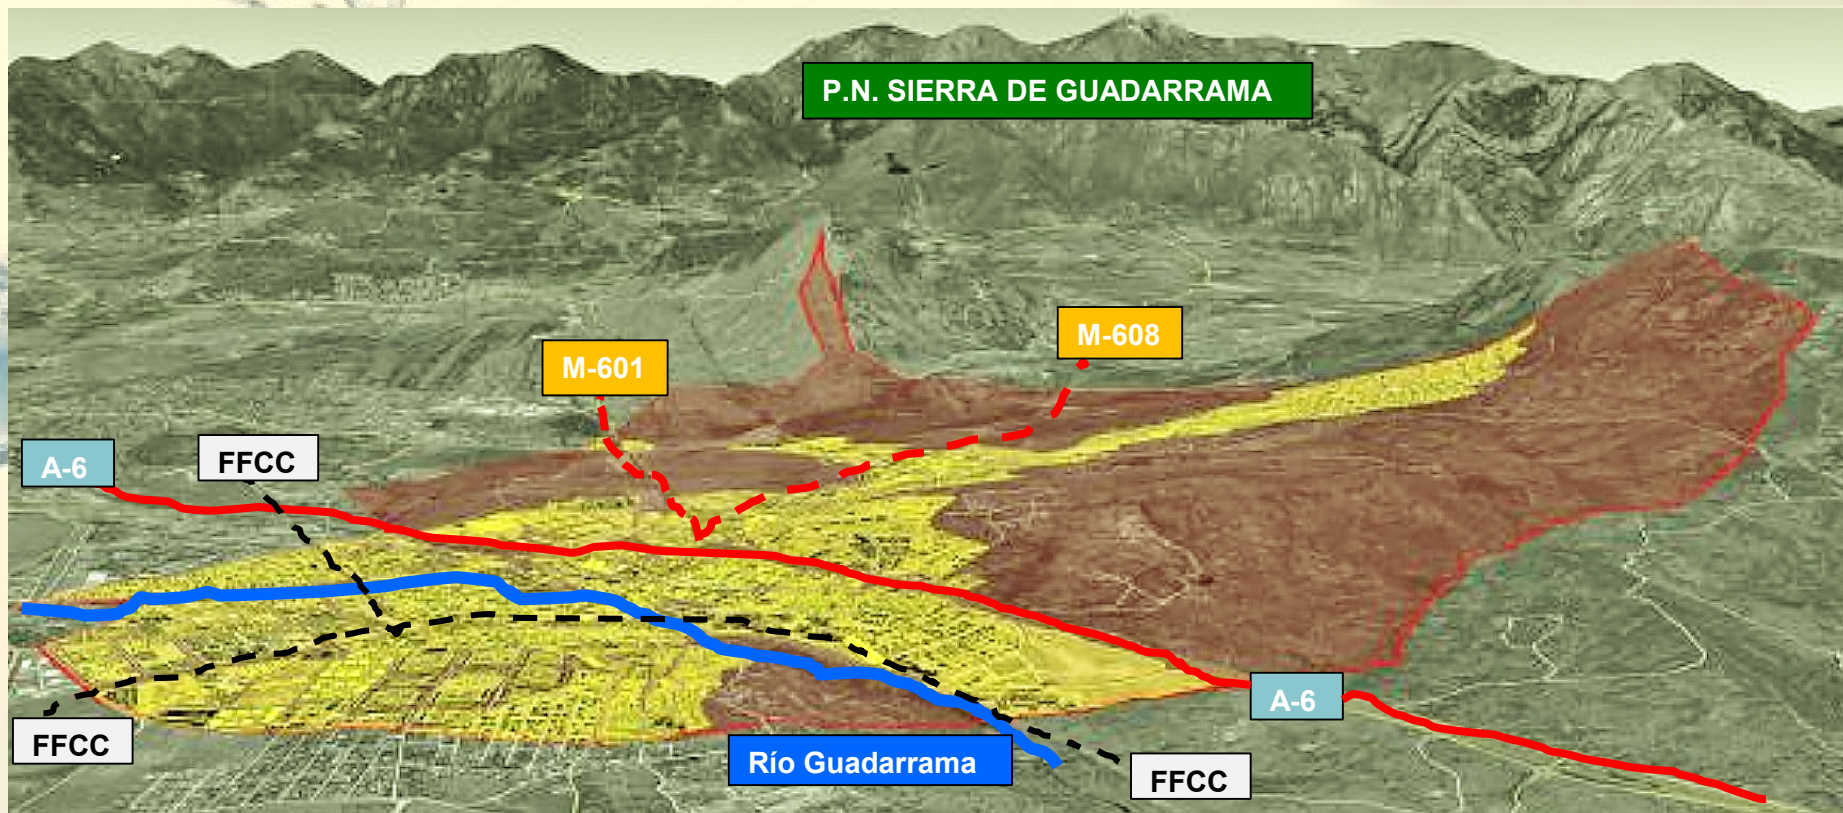 P.N. SIERRA DE GUADARRAMA
M-608
M-601
A-6
FFCC
A-6
FFCC
Río Guadarrama
FFCC